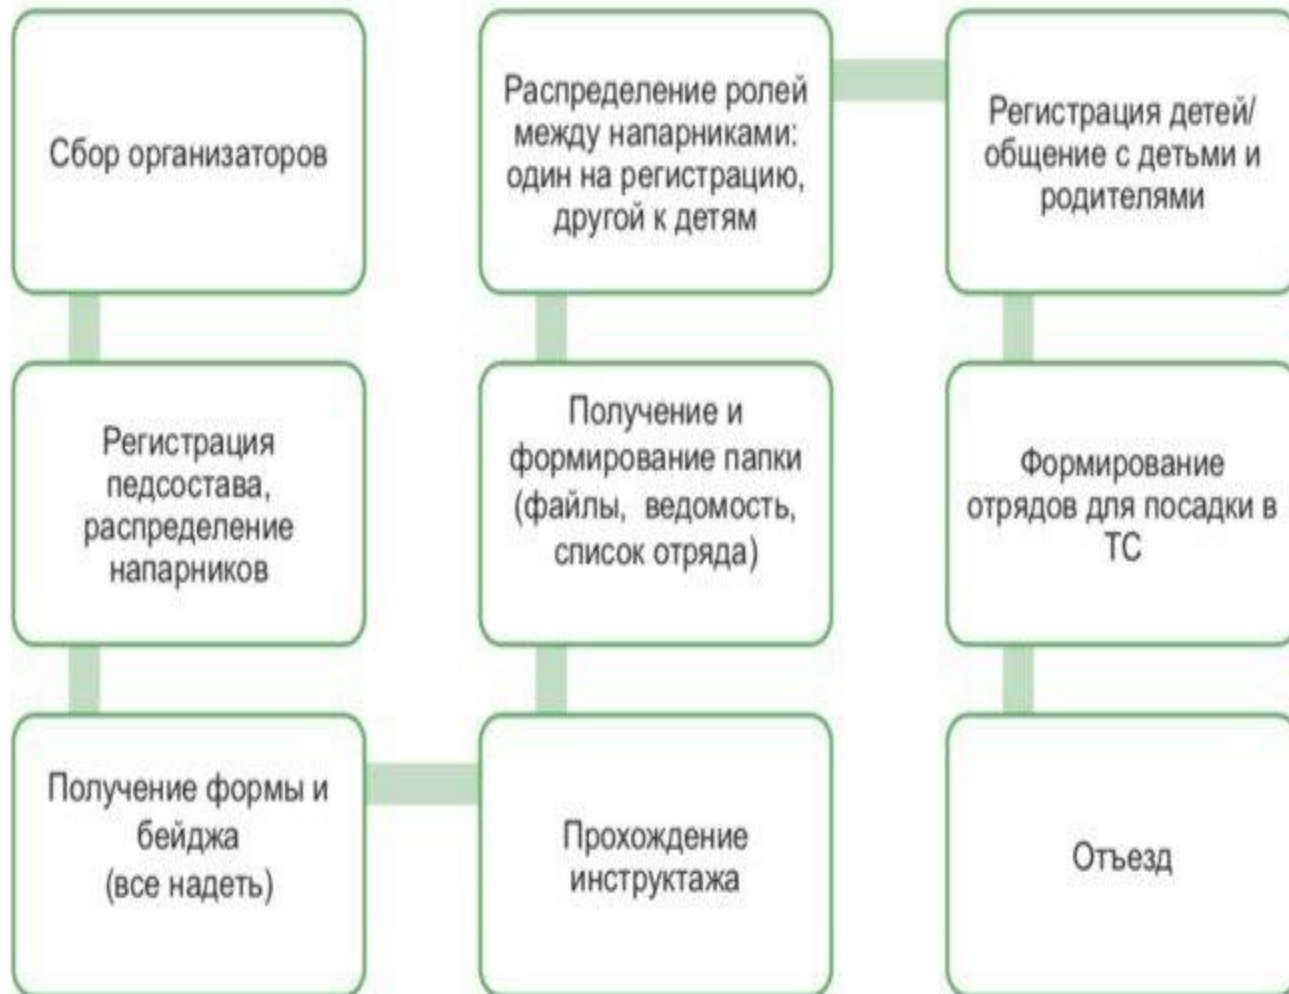 Сбор организаторов
Регистрация
педсостава,
распределение
напарников
Получение формы и
бейджа
(все надеть)
Прохождение
инструктажа
Получение и
формирование папки
(файлы, ведомость,
список отряда)
Распределение ролей
между напарниками:
один на регистрацию,
другой к детям
Регистрация детей/
общение с детьми и
родителями
Формирование
отрядов для посадки в
ТС
Отъезд